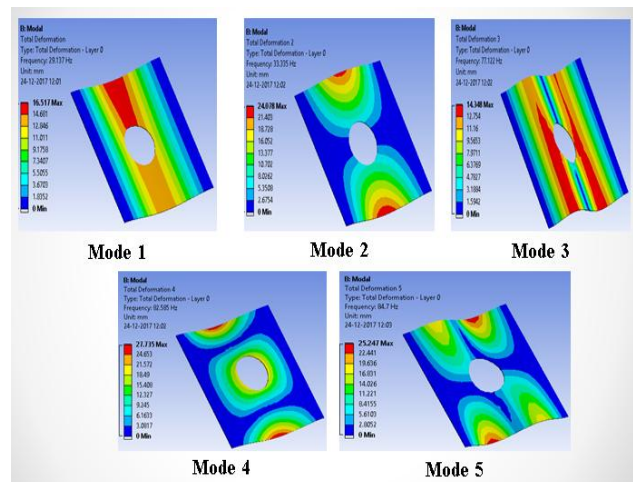 B: Modal
Total Deformation
Type: Total Deformation - Layer 0
Frequency: 29.137 Hz
Unit: mm
24-12-2017 12:01
16.517 Max
14.681
12.846
11.011
9.1759
7.3407
5.5055
3.6703
1.8352
0 Min
Mode 1
B: Modal
Total Deformation 2
Type: Total Deformation - Layer 0
Frequency: 33.335 Hz
Unit: mm
24-12-2017 12:02
24.078 Max
21.403
18.728
16.052
13.377
10.702
8.0262
5.3508
2.6754
0 Min
Mode 2
B: Modal
Total Deformation 3
Type: Total Deformation - Layer 0
Frequency: 77.122 Hz
Unit: mm
24-12-2017 12:02
14.348 Max
12.754
11.16
9.5653
7.9711
6.3769
4.7827
3.1884
1.5942
0 Min
Mode 3
B: Modal
Total Deformation 4
Type: Total Deformation - Layer 0
Frequency: 82.585 Hz
Unit: mm
24-12-2017 12:02
27.735 Max
24.653
21.572
18.49
15.408
12.327
9.245
6.1633
3.0817
0 Min
Mode 4
B: Modal
Total Deformation 5
Type: Total Deformation - Layer 0
Frequency: 84.7 Hz
Unit: mm
24-12-2017 12:03
25.247 Max
22.441
19.636
16.831
14.026
11.221
8.4155
5.6103
2.8052
0 Min
Mode 5